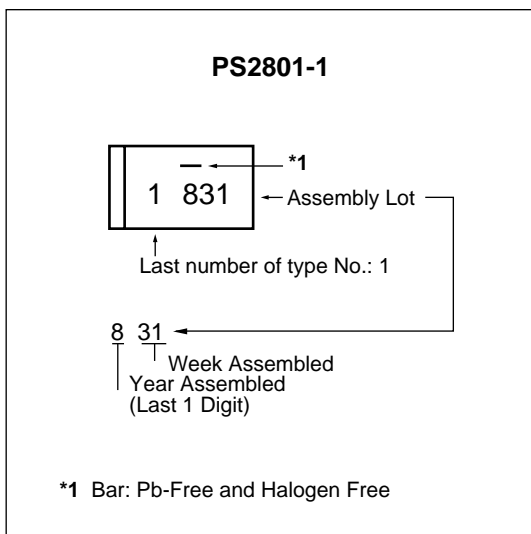 PS2801-1
*1
1 831
Assembly Lot
Last number of type No.: 1
8 31
Week Assembled
Year Assembled
(Last 1 Digit)
*1 Bar: Pb-Free and Halogen Free